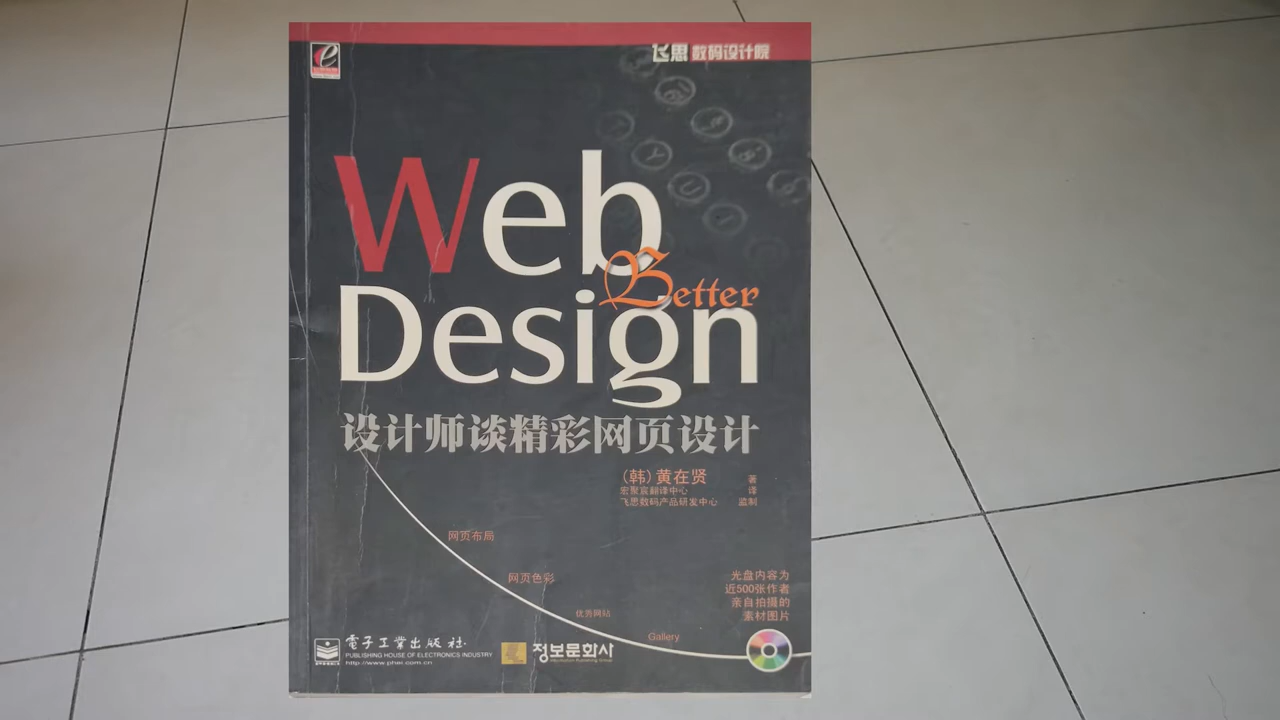 飞思 数码设计院
Web
Better
Design
设计师谈精彩网页设计
(韩)黄在贤 著
宏聚宸翻译中心 译
飞思数码产品研发中心 监制
网页布局
网页色彩
优秀网站
Gallery
光盘内容为
近500张作者
亲自拍摄的
素材图片
電子工業出版社
PUBLISHING HOUSE OF ELECTRONICS INDUSTRY
http://www.phei.com.cn
정보문화사
Information Publishing Group